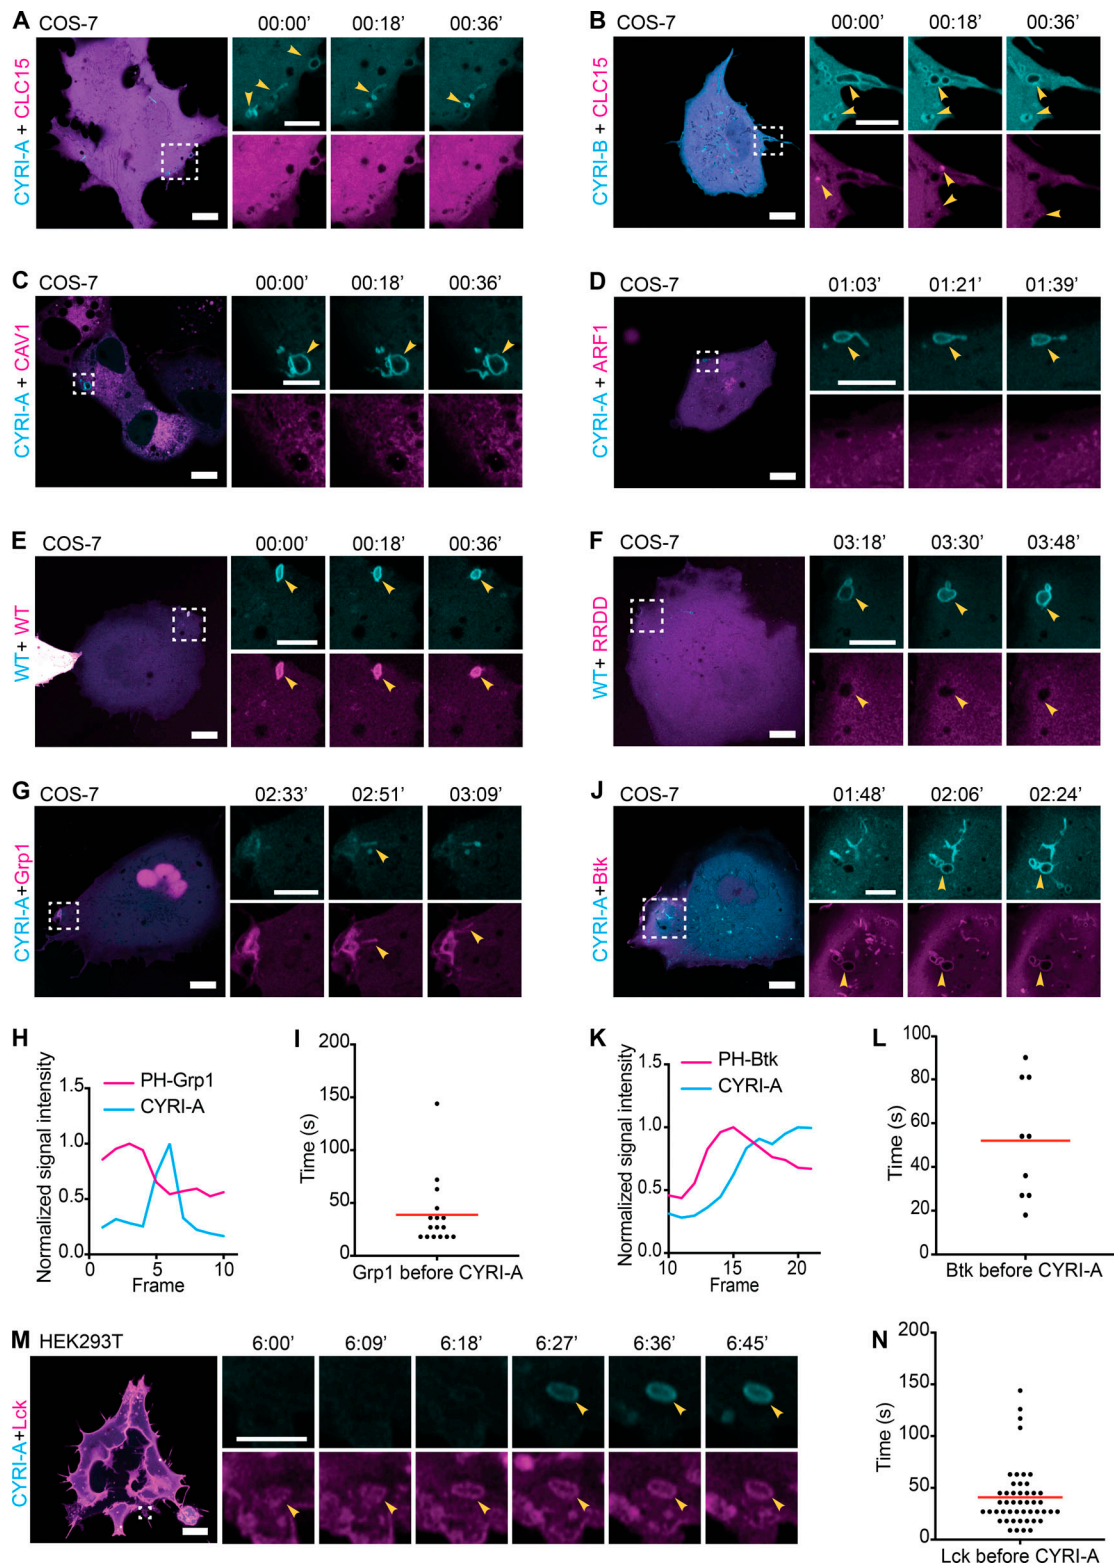 A
COS-7
00:00’ 00:18’ 00:36’
CYRI-A + CLC15
B
COS-7
00:00’ 00:18’ 00:36’
CYRI-B + CLC15
C
COS-7
00:00’ 00:18’ 00:36’
CYRI-A + CAV1
D
COS-7
01:03’ 01:21’ 01:39’
CYRI-A + ARF1
E
COS-7
00:00’ 00:18’ 00:36’
WT+ WT
F
COS-7
03:18’ 03:30’ 03:48’
WT+ RRDD
G
COS-7
02:33’ 02:51’ 03:09’
CYRI-A+Grp1
J
COS-7
01:48’ 02:06’ 02:24’
CYRI-A+Btk
H
Normalized signal intensity
1.5
1.0
0.5
0.0
PH-Grp1
CYRI-A
0 5 10
Frame
I
Time (s)
200
150
100
50
0
Grp1 before CYRI-A
K
Normalized signal intensity
1.5
1.0
0.5
0.0
PH-Btk
CYRI-A
10 15 20
Frame
L
Time (s)
100
80
60
40
20
0
Btk before CYRI-A
M
HEK293T
6:00’ 6:09’ 6:18’ 6:27’ 6:36’ 6:45’
CYRI-A+Lck
N
Time (s)
200
150
100
50
0
Lck before CYRI-A